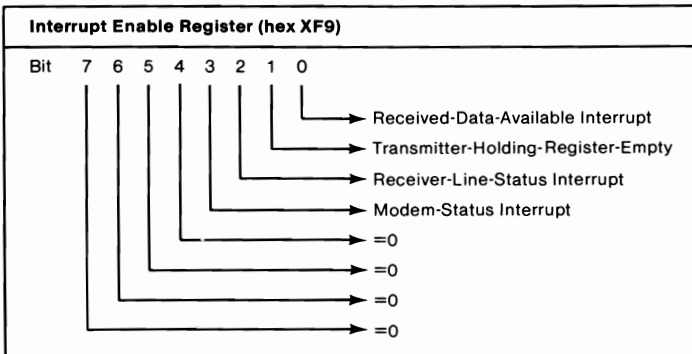 Interrupt Enable Register (hex XF9)
Bit 7 6 5 4 3 2 1 0
Received-Data-Available Interrupt
Transmitter-Holding-Register-Empty
Receiver-Line-Status Interrupt
Modem-Status Interrupt
=0
=0
=0
=0